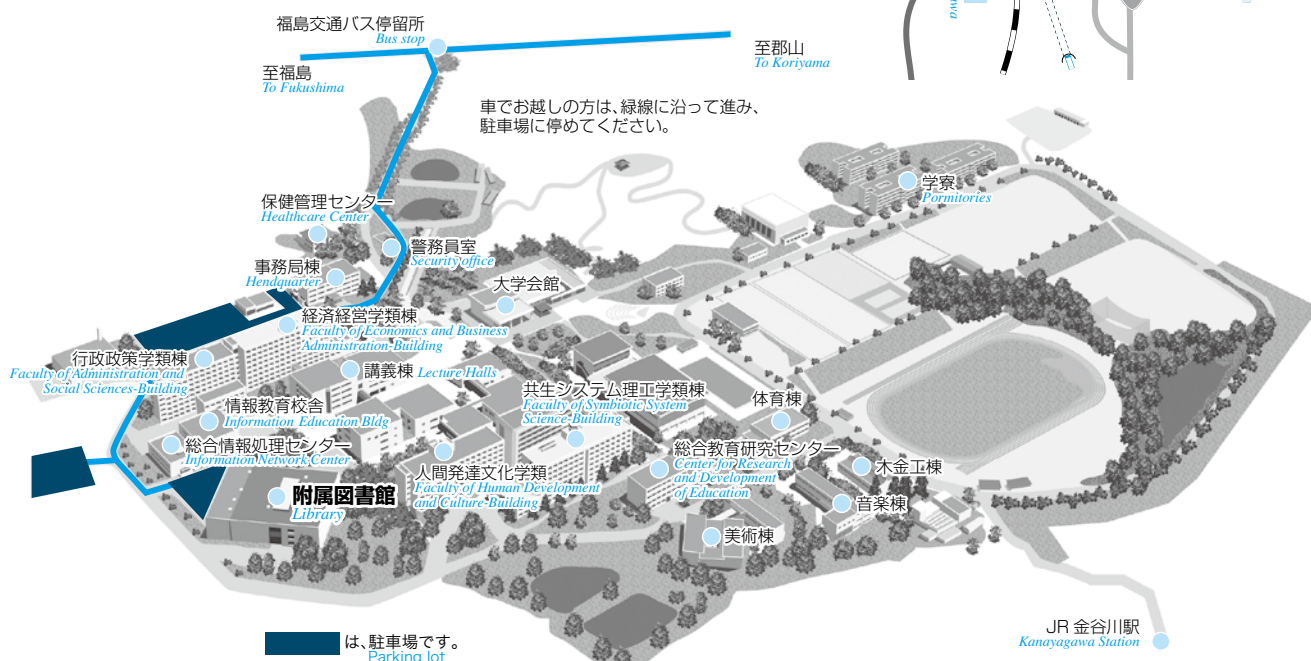 福島交通バス停留所
Bus stop
至福島
To Fukushima
至郡山
To Koriyama
車でお越しの方は、緑線に沿って進み、
駐車場に停めてください。
保健管理センター
Healthcare Center
警務員室
Security office
事務局棟
Hendquarter
大学会館
学寮
Pormitories
経済経営学類棟
Faculty of Economics and Business
Administration-Building
行政政策学類棟
Faculty of Administration and
Social Sciences-Building
講義棟 Lecture Halls
共生システム理工学類棟
Faculty of Symbiotic System
Science-Building
体育棟
情報教育校舎
Information Education Bldg
総合情報処理センター
Information Network Center
人間発達文化学類
Faculty of Human Development
and Culture-Building
総合教育研究センター
Center for Research
and Development
of Education
木金工棟
音楽棟
附属図書館
Library
美術棟
JR 金谷川駅
Kanayagawa Station
は、駐車場です。
Parking lot